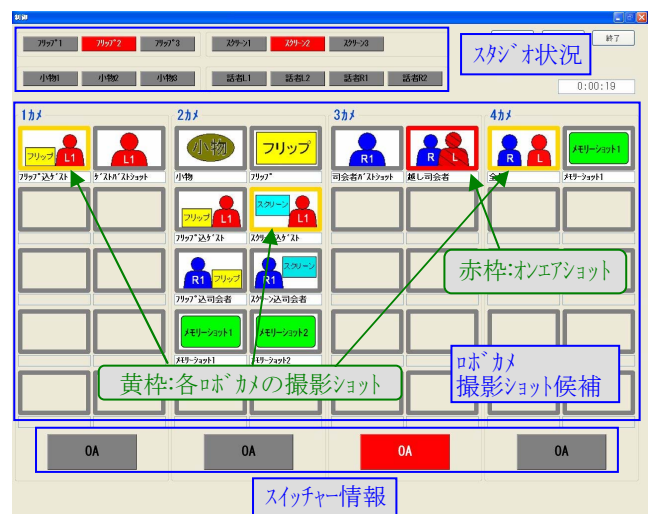 制御
ﾌﾘｯﾌﾟ1 ﾌﾘｯﾌﾟ2 ﾌﾘｯﾌﾟ3 ｽｸﾘｰﾝ1 ｽｸﾘｰﾝ2 ｽｸﾘｰﾝ3
終了
ｽﾀｼﾞｵ状況
小物1 小物2 小物3 話者L1 話者L2 話者R1 話者R2
0:00:19
1ｶﾒ 2ｶﾒ 3ｶﾒ 4ｶﾒ
フリップ L1 L1 小物 フリップ R1 R L R L ﾒﾓﾘｰｼｮｯﾄ1
ﾌﾘｯﾌﾟ込ｹﾞｽﾄ ｹﾞｽﾄﾊﾞｽﾄｼｮｯﾄ 小物 ﾌﾘｯﾌﾟ 司会者ﾊﾞｽﾄｼｮｯﾄ 越し司会者 ﾒﾓﾘｰｼｮｯﾄ1
フリップ L1 スクリーン L1
ﾌﾘｯﾌﾟ込ｹﾞｽﾄ ｽｸﾘｰﾝ込ｹﾞｽﾄ
赤枠:ｵﾝｴｱｼｮｯﾄ
R1 フリップ R1 スクリーン
ﾌﾘｯﾌﾟ込司会者 ｽｸﾘｰﾝ込司会者
ﾒﾓﾘｰｼｮｯﾄ1 ﾒﾓﾘｰｼｮｯﾄ2
ﾒﾓﾘｰｼｮｯﾄ1 ﾒﾓﾘｰｼｮｯﾄ2
黄枠:各ﾛﾎﾞｶﾒの撮影ｼｮｯﾄ
ﾛﾎﾞｶﾒ
撮影ｼｮｯﾄ候補
OA OA OA OA
ｽｲｯﾁｬｰ情報